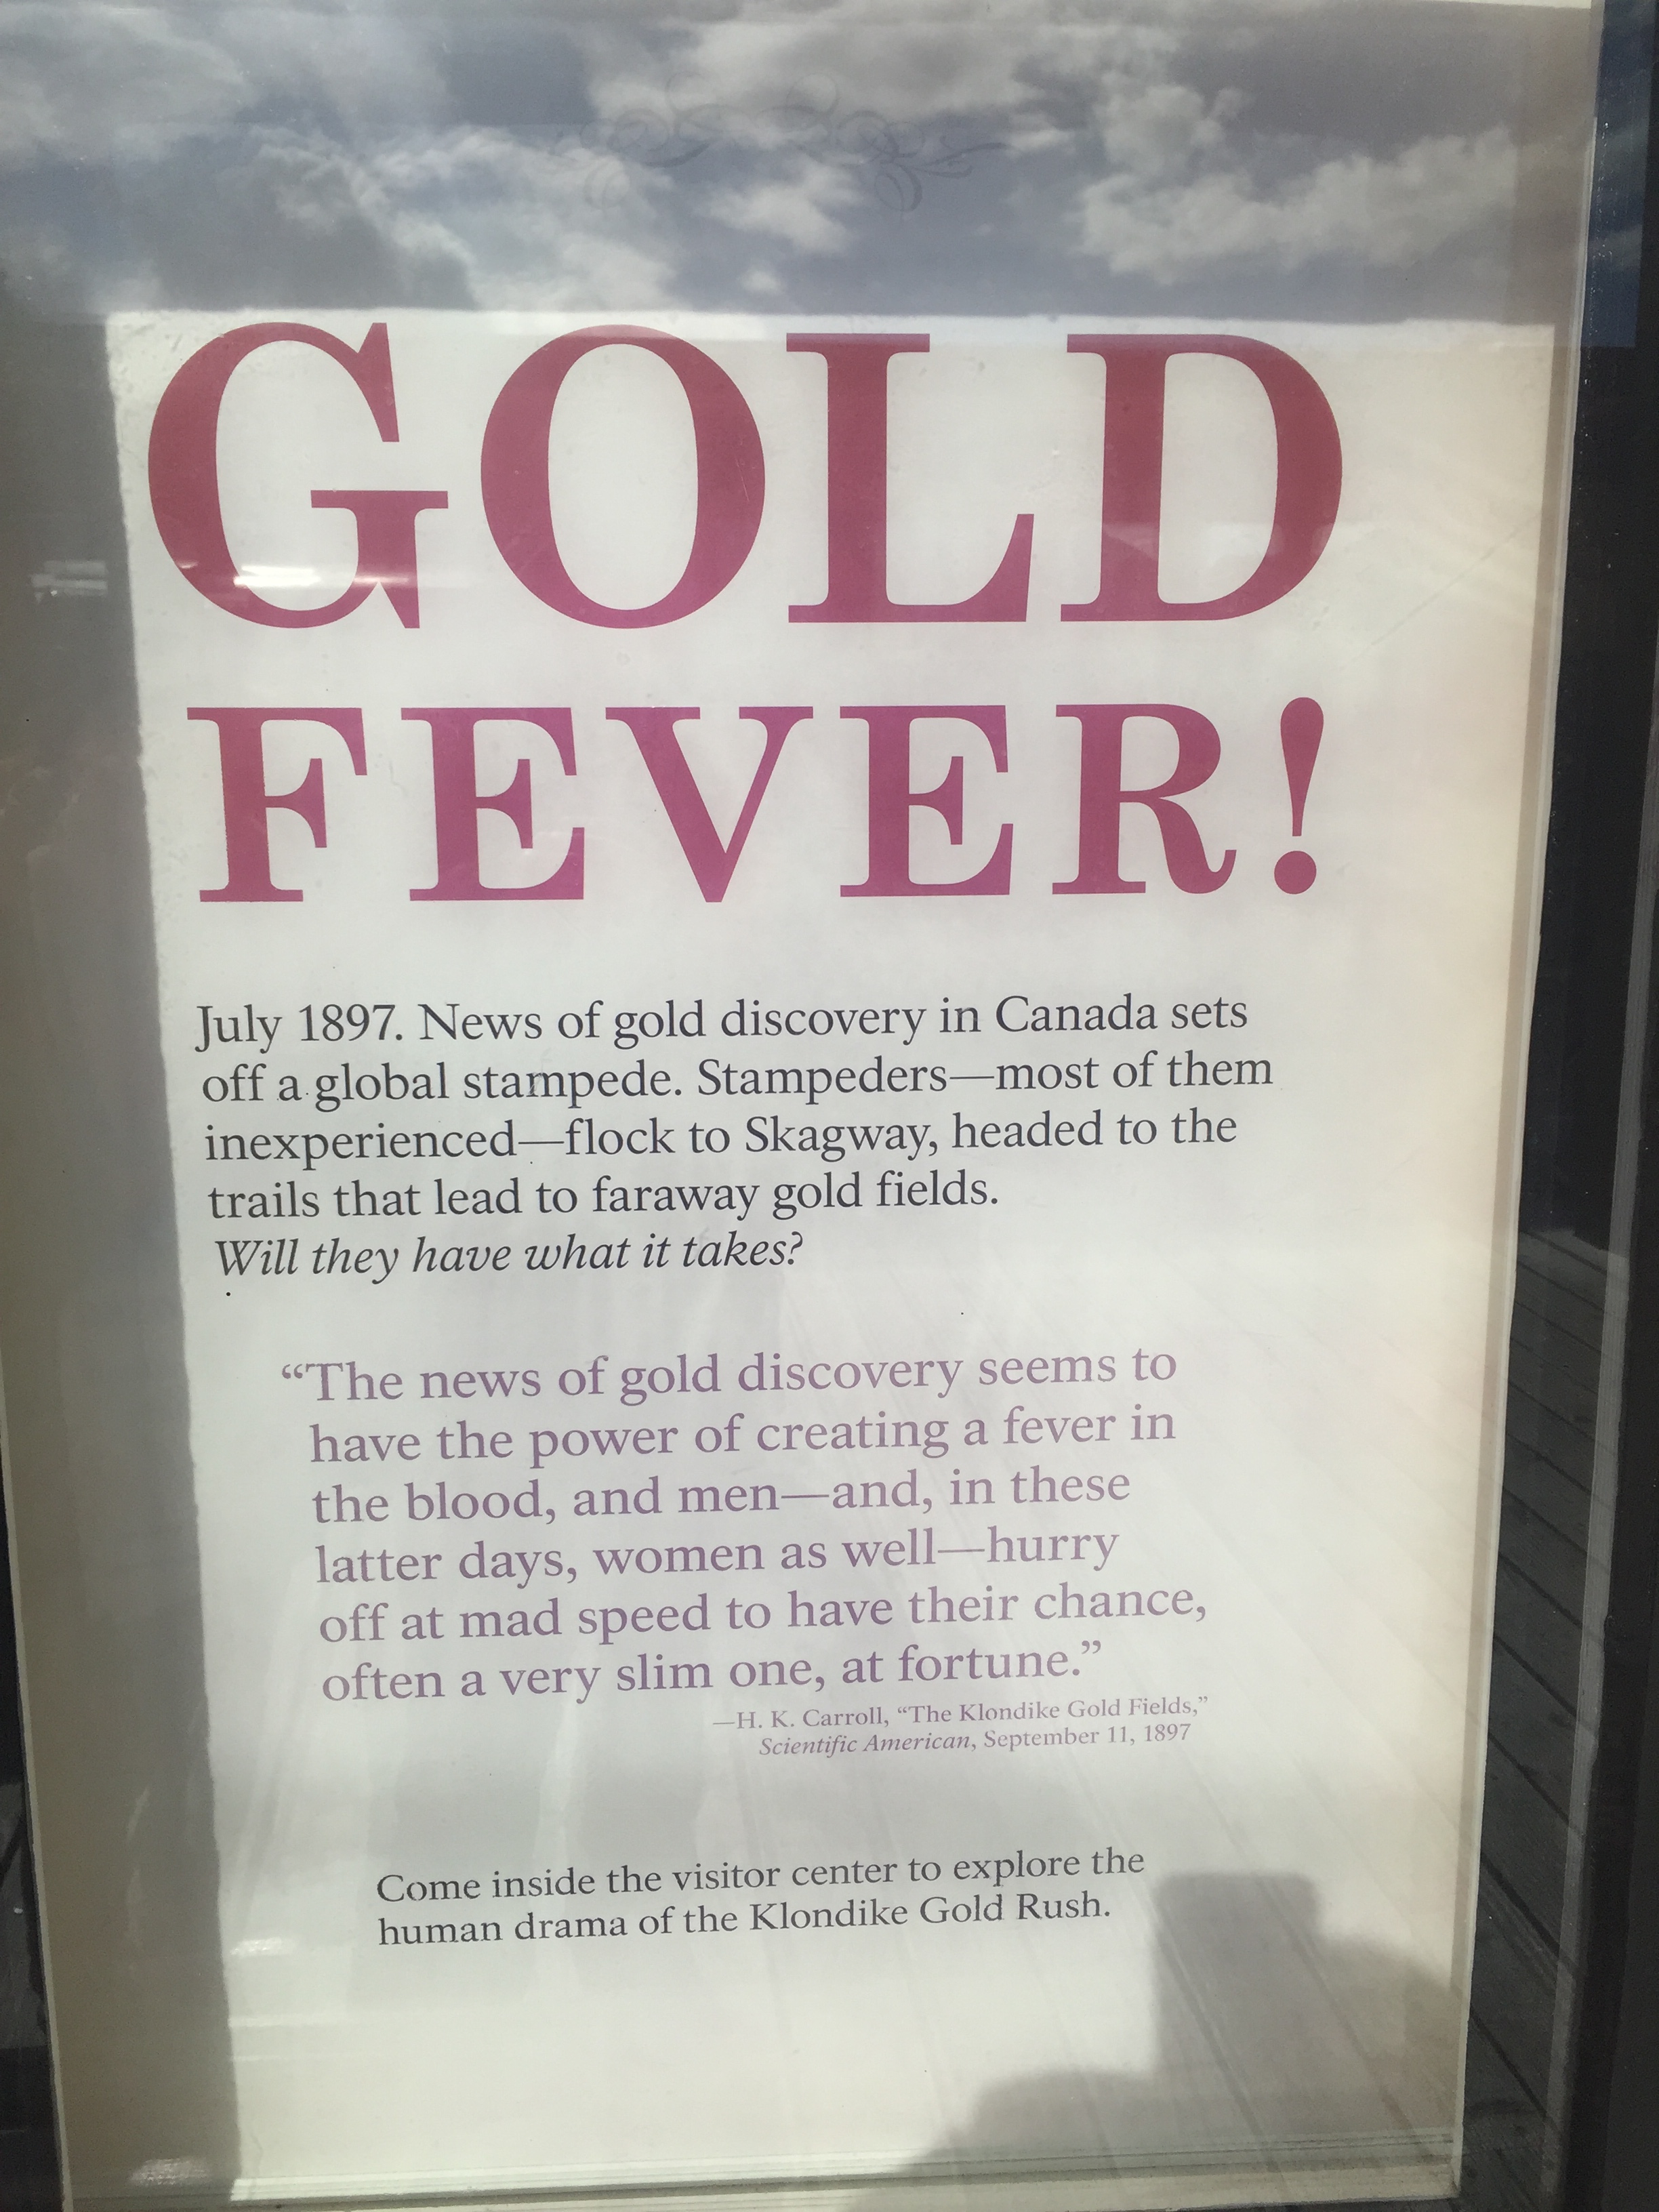 GOLD
FEVER!
July 1897. News of gold discovery in Canada sets
off a global stampede. Stampeders—most of them
inexperienced—flock to Skagway, headed to the
trails that lead to faraway gold fields.
Will they have what it takes?
“The news of gold discovery seems to
have the power of creating a fever in
the blood, and men—and, in these
latter days, women as well—hurry
off at mad speed to have their chance,
often a very slim one, at fortune.”
—H. K. Carroll, “The Klondike Gold Fields,”
Scientific American, September 11, 1897
Come inside the visitor center to explore the
human drama of the Klondike Gold Rush.